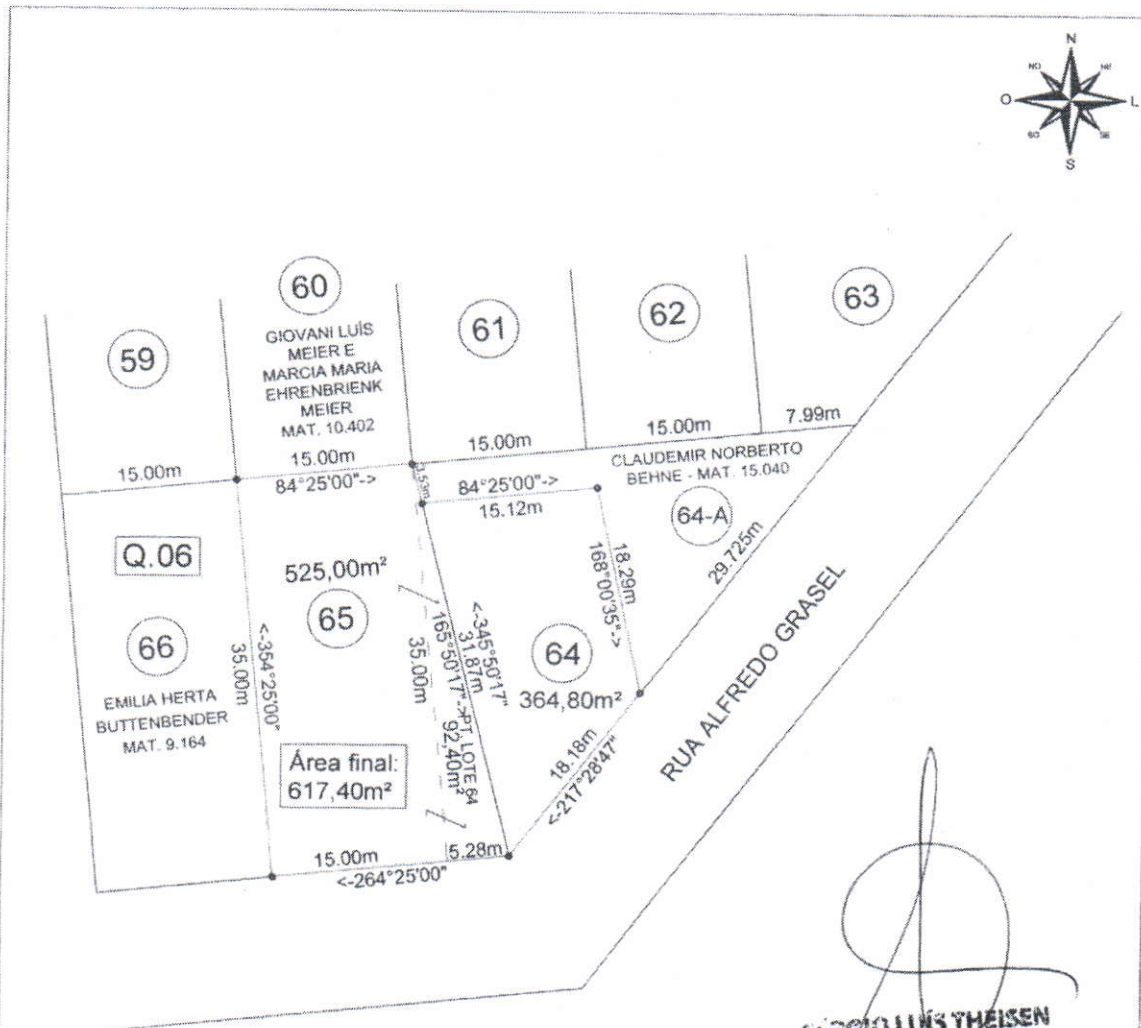 N
NO
NE
O
L
SO
SE
S
59
60
GIOVANI LUÍS
MEIER E
MARCIA MARIA
EHRENBRIENK
MEIER
MAT. 10.402
61
62
63
15.00m
15.00m
15.00m
15.00m
7.99m
84°25'00"->
3.53m
84°25'00"->
15.12m
CLAUDEMIR NORBERTO
BEHNE - MAT. 15.040
64-A
Q.06
525,00m²
65
66
EMILIA HERTA
BUTTENBENDER
MAT. 9.164
35.00m
<-354°25'00"
35.00m
165°50'17"->
PT. LOTE 64
92,40m²
<-345°50'17"
31.87m
64
364,80m²
18.29m
168°00'35"->
29.725m
RUA ALFREDO GRASEL
Área final:
617,40m²
18.18m
<-217°28'47"
15.00m
5.28m
<-264°25'00"
LUÍS THEISEN